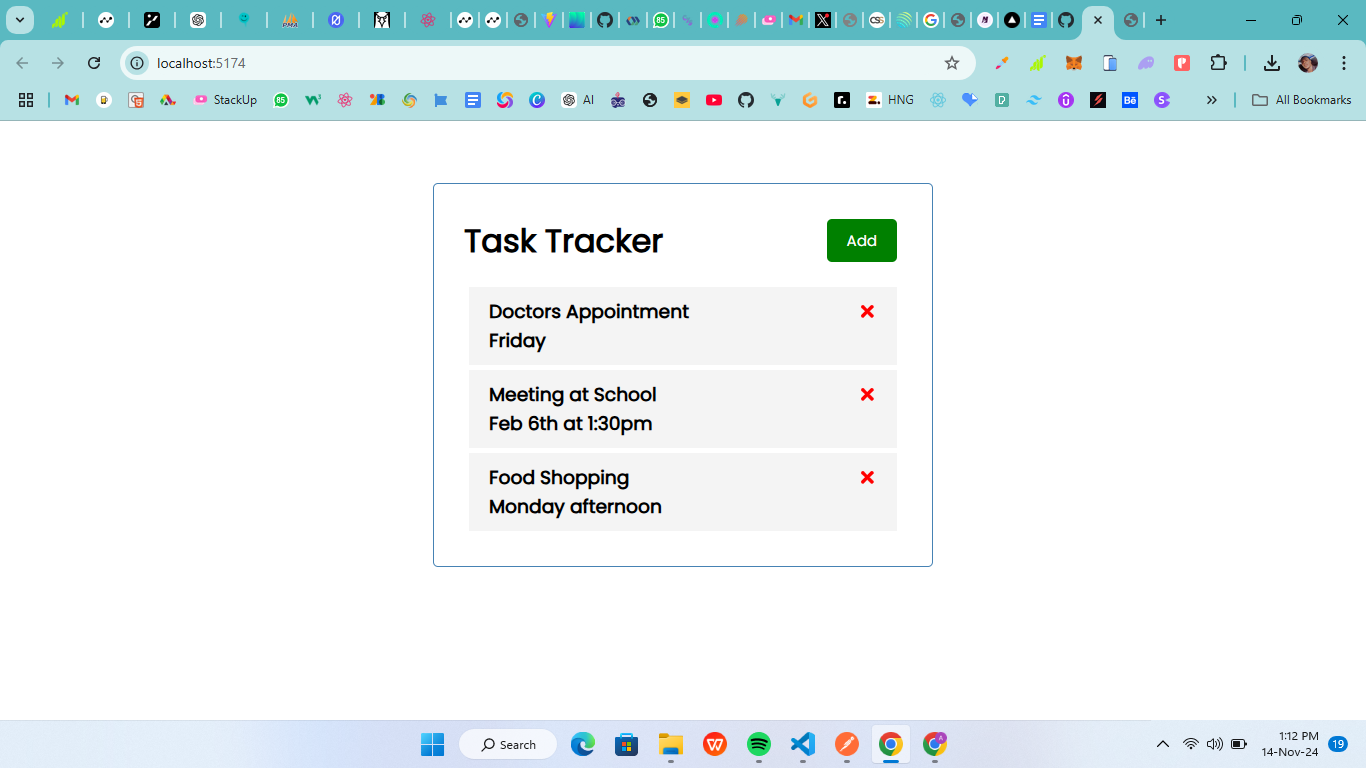 localhost:5174
StackUp
AI
HNG
All Bookmarks
Task Tracker
Add
Doctors Appointment
Friday
Meeting at School
Feb 6th at 1:30pm
Food Shopping
Monday afternoon
Search
1:12 PM
14-Nov-24
19